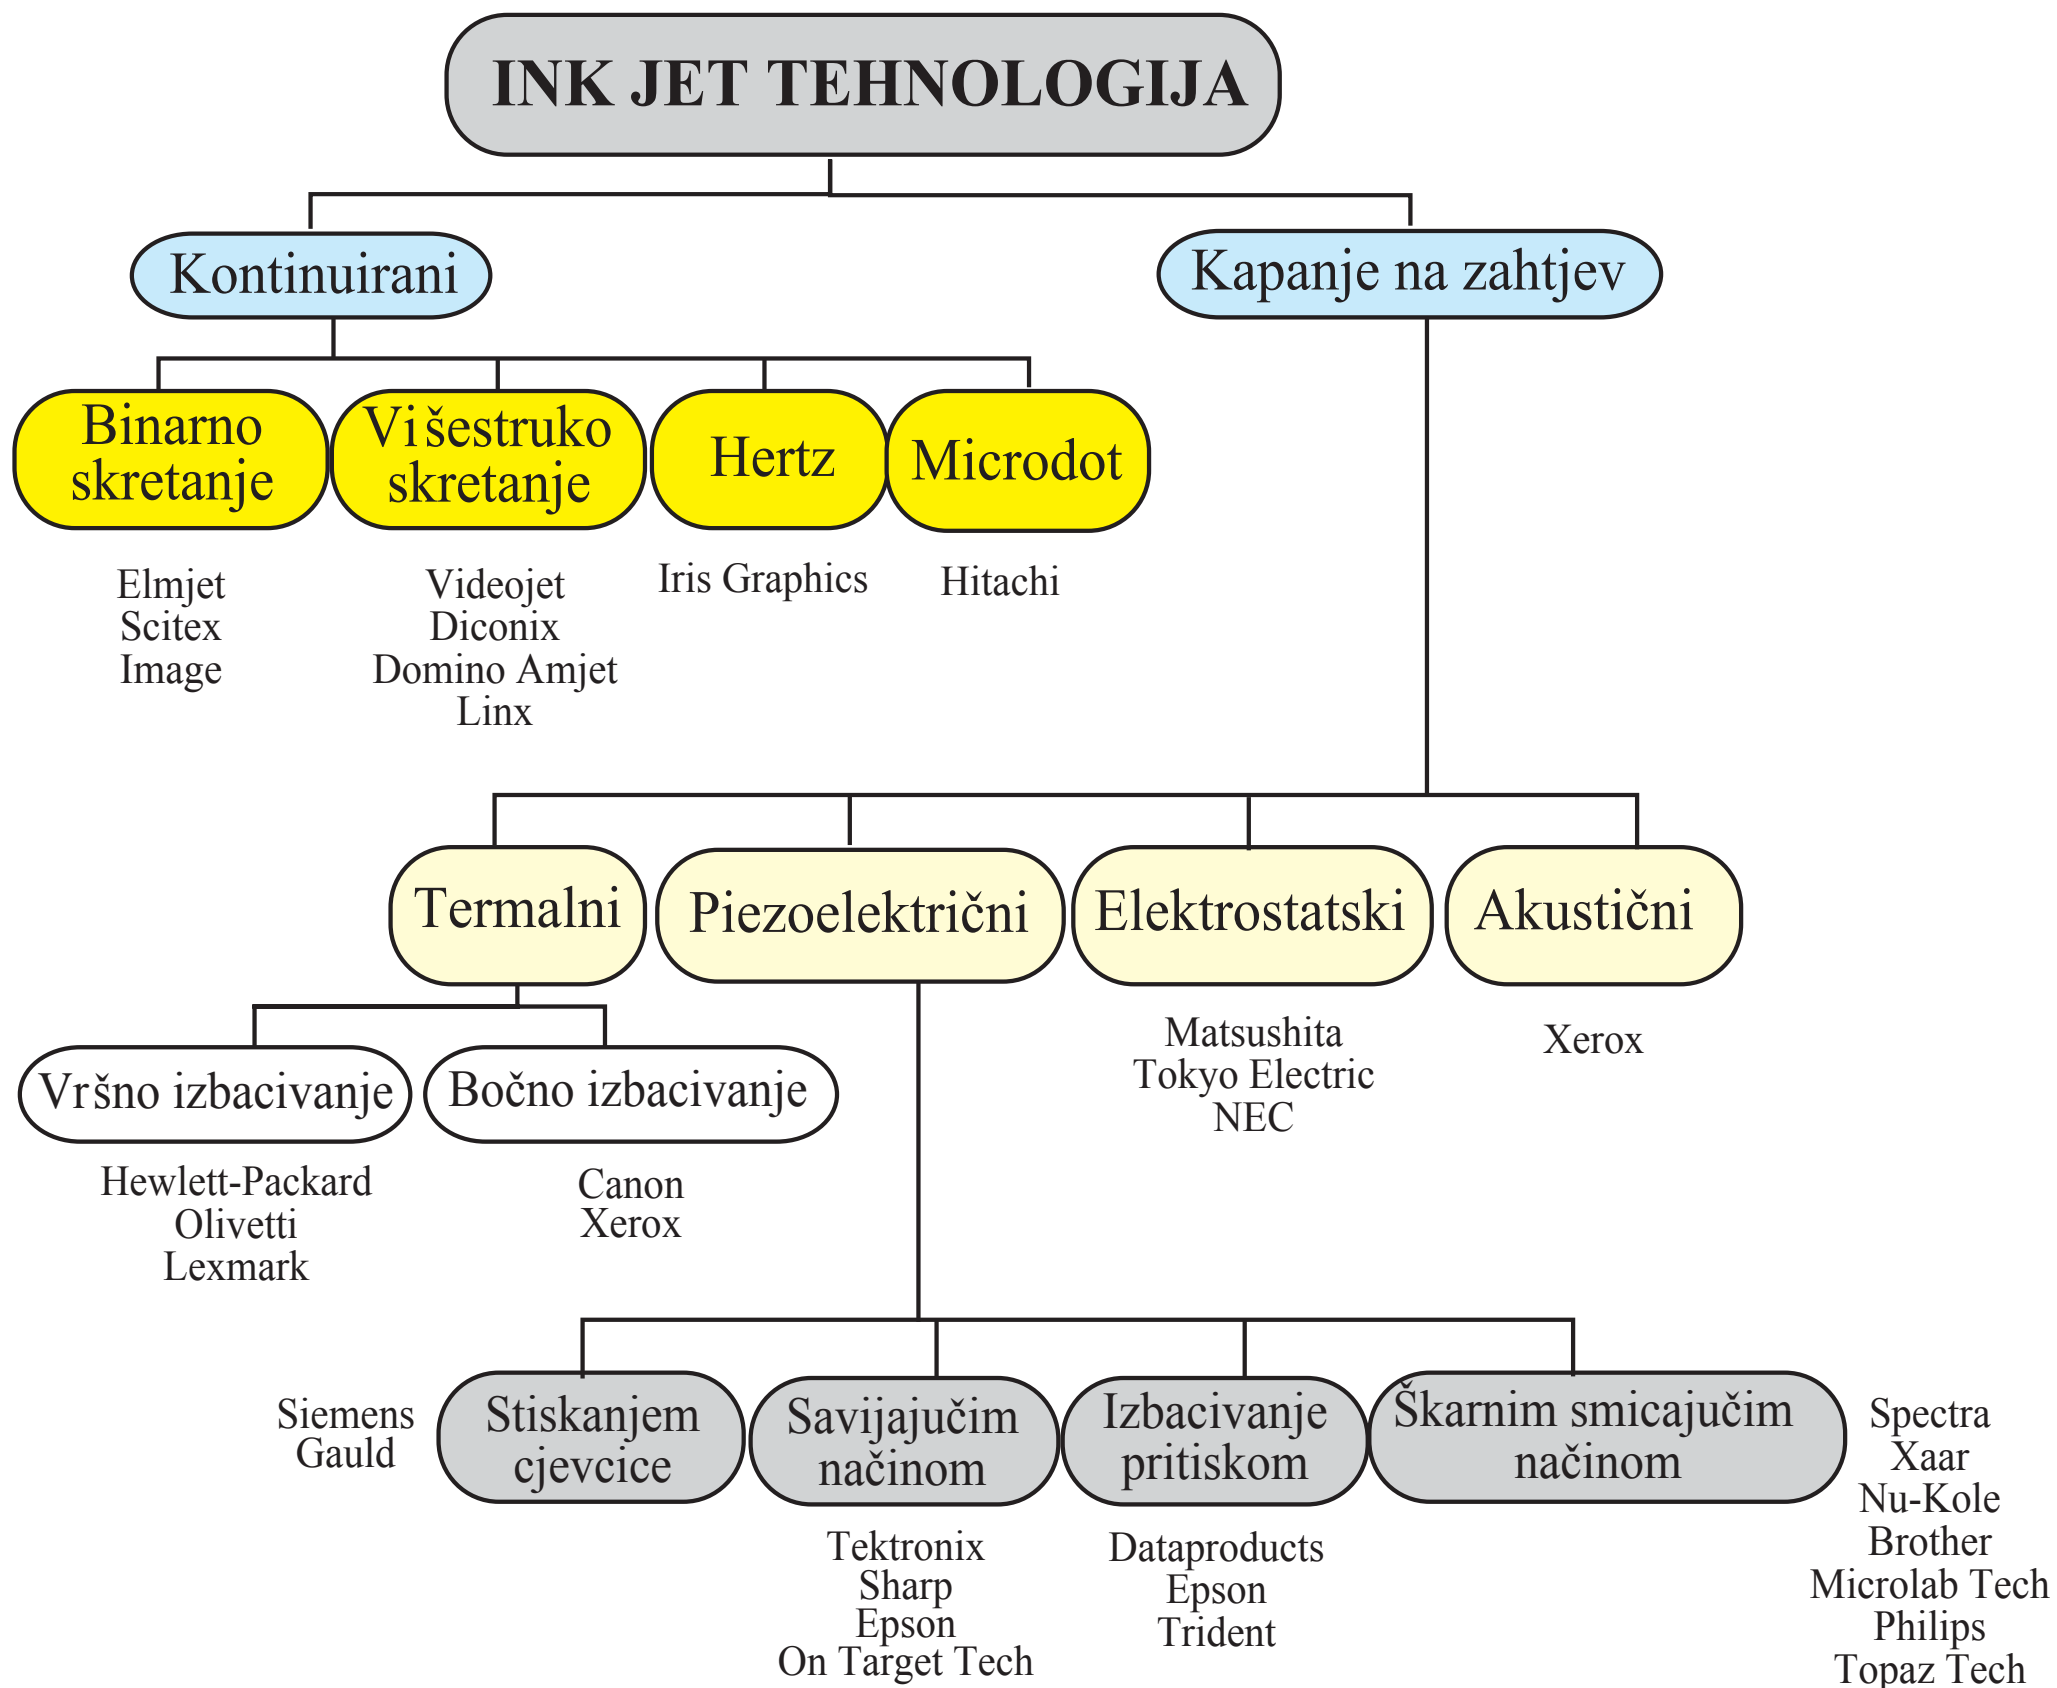 INK JET TEHNOLOGIJA
Kontinuirani
Kapanje na zahtjev
Binarno
skretanje
Višestruko
skretanje
Hertz
Microdot
Elmjet
Scitex
Image
Videojet
Diconix
Domino Amjet
Linx
Iris Graphics
Hitachi
Termalni
Piezoelektrični
Elektrostatski
Akustični
Matsushita
Tokyo Electric
NEC
Xerox
Vršno izbacivanje
Bočno izbacivanje
Hewlett-Packard
Olivetti
Lexmark
Canon
Xerox
Siemens
Gauld
Stiskanjem
cjevcice
Savijajučim
načinom
Izbacivanje
pritiskom
Škarnim smicajučim
načinom
Tektronix
Sharp
Epson
On Target Tech
Dataproducts
Epson
Trident
Spectra
Xaar
Nu-Kole
Brother
Microlab Tech
Philips
Topaz Tech